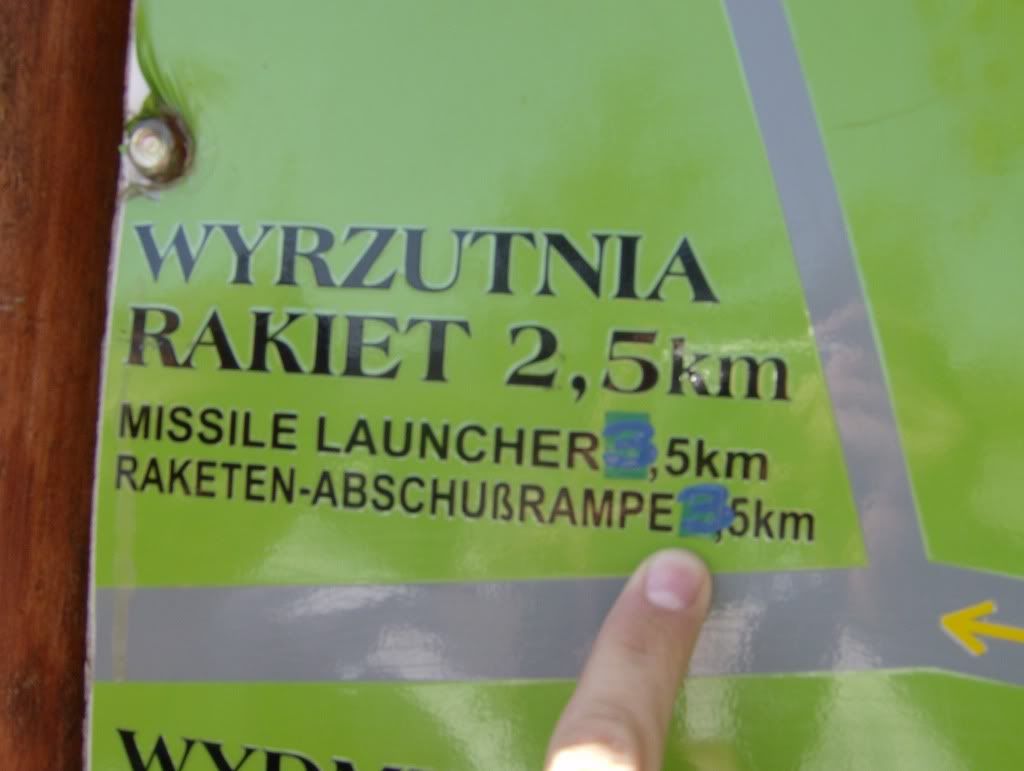 WYRZUTNIA
RAKIET 2,5km
MISSILE LAUNCHER 3,5km
RAKETEN-ABSCHUßRAMPE 3,5km